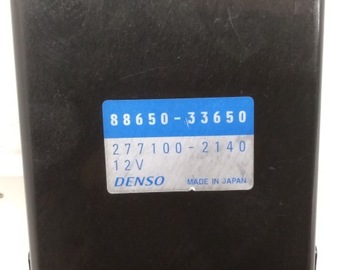 88650-33650
277100-2140
12V
DENSO MADE IN JAPAN